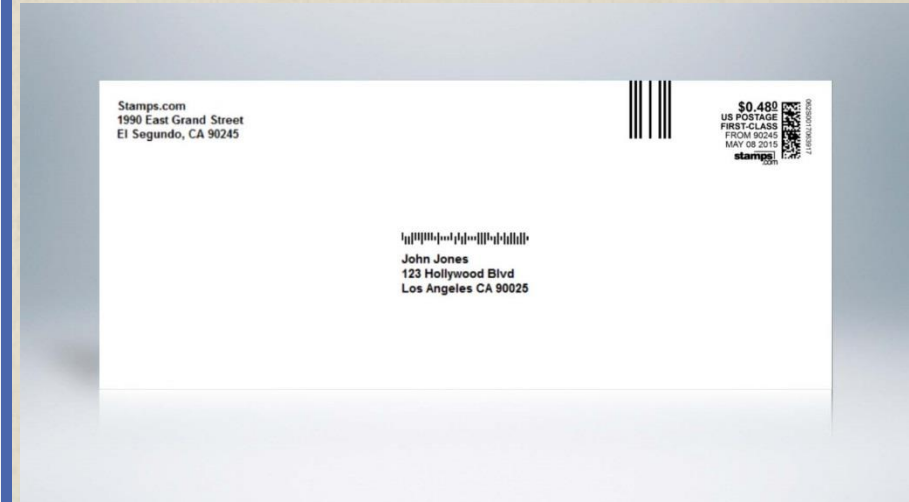 Stamps.com
1990 East Grand Street
El Segundo, CA 90245
$0.480
US POSTAGE
FIRST-CLASS
FROM 90245
MAY 08 2015
stamps
.com
062S0017063917
John Jones
123 Hollywood Blvd
Los Angeles CA 90025